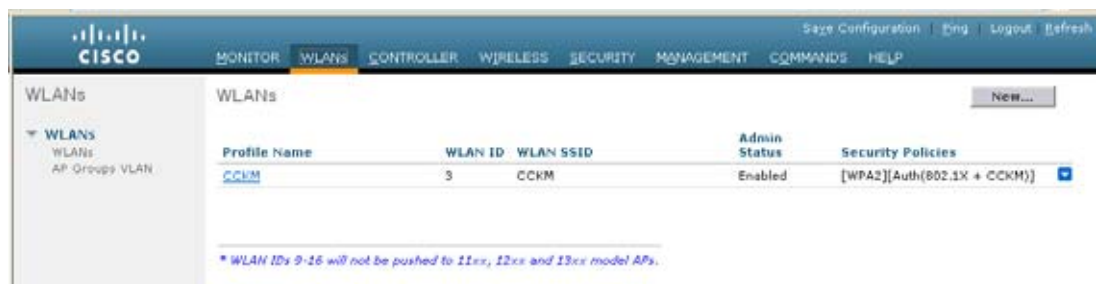 Save Configuration | Ping | Logout | Refresh
CISCO
MONITOR WLANs CONTROLLER WIRELESS SECURITY MANAGEMENT COMMANDS HELP
WLANs
WLANs
WLANs
AP Groups VLAN
WLANs
New...
Profile Name WLAN ID WLAN SSID Admin Status Security Policies
CCKM 3 CCKM Enabled [WPA2][Auth(802.1X + CCKM)]
* WLAN IDs 9-16 will not be pushed to 11xx, 12xx and 13xx model APs.